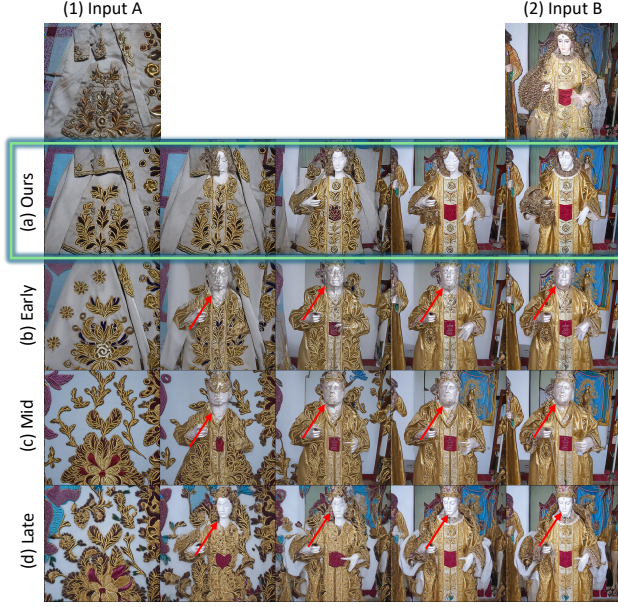 (1) Input A
(2) Input B
(a) Ours
(b) Early
(c) Mid
(d) Late